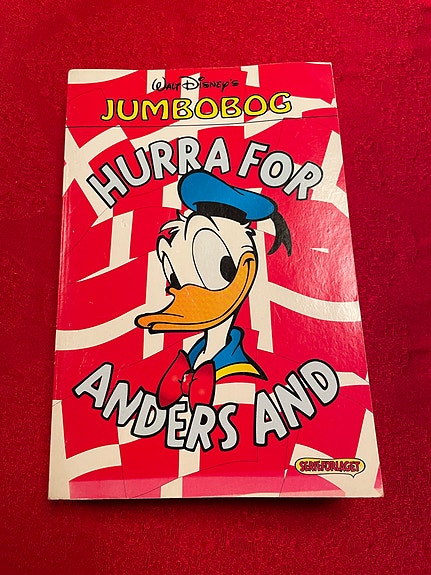 WALT DISNEY'S
JUMBOBOG
HURRA FOR
ANDERS AND
SERIEFORLAGET